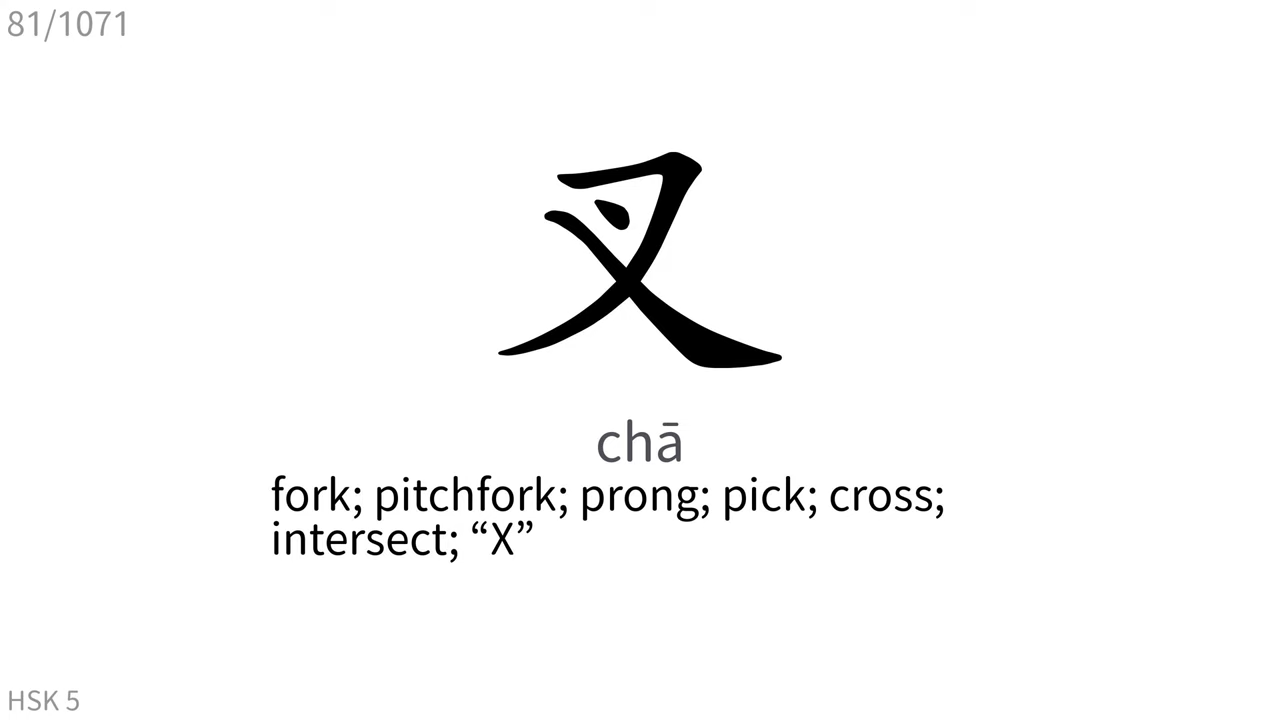 81/1071
叉
chā
fork; pitchfork; prong; pick; cross;
intersect; “X”
HSK 5